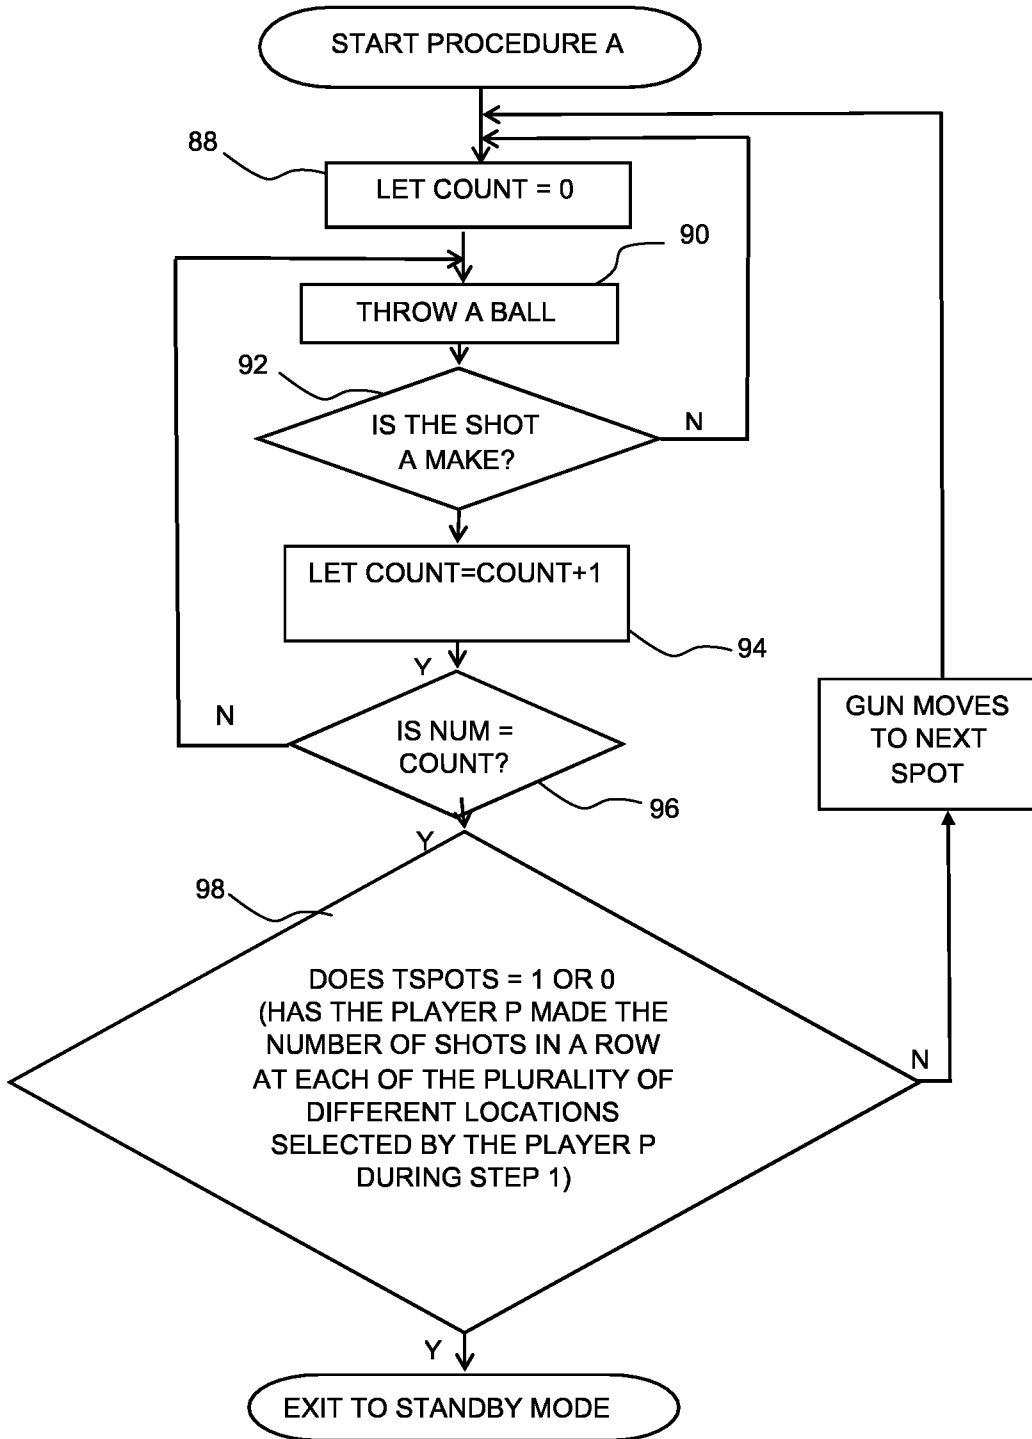 START PROCEDURE A
88
LET COUNT = 0
90
THROW A BALL
92
IS THE SHOT
A MAKE?
N
LET COUNT=COUNT+1
94
Y
N
IS NUM =
COUNT?
96
GUN MOVES
TO NEXT
SPOT
Y
98
DOES TSPOTS = 1 OR 0
(HAS THE PLAYER P MADE THE
NUMBER OF SHOTS IN A ROW
AT EACH OF THE PLURALITY OF
DIFFERENT LOCATIONS
SELECTED BY THE PLAYER P
DURING STEP 1)
N
Y
EXIT TO STANDBY MODE